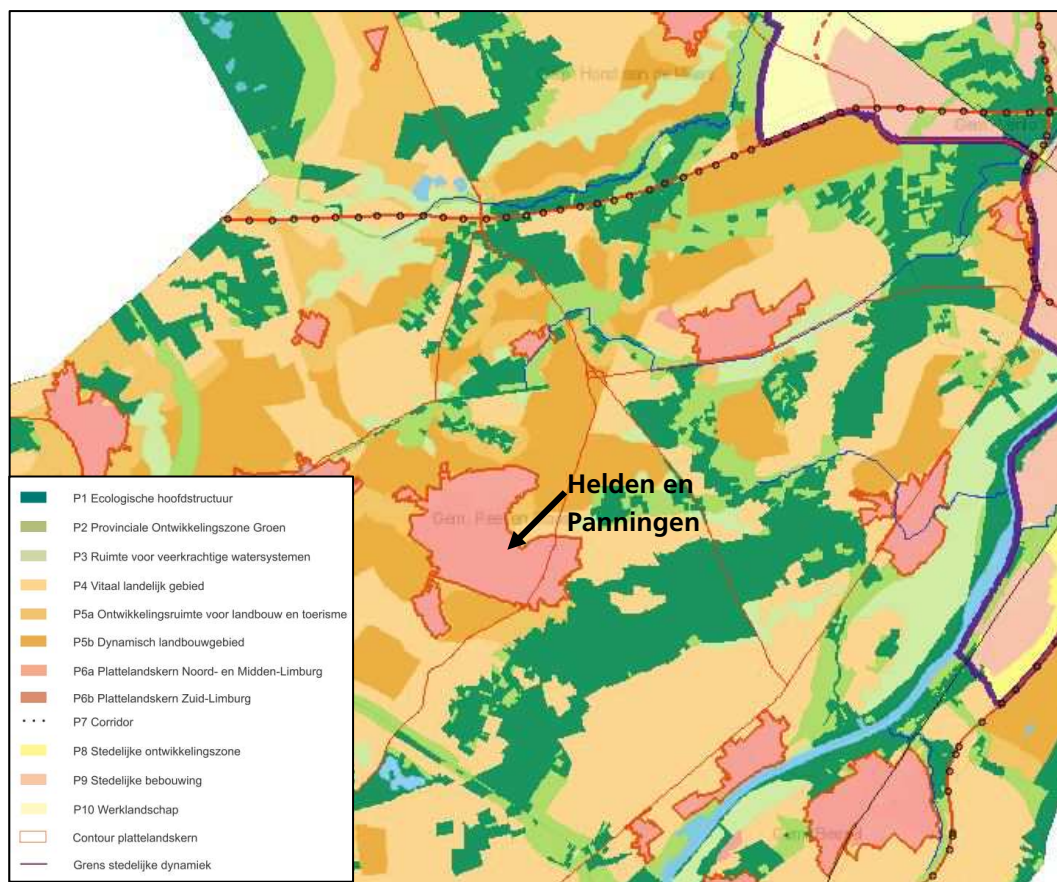 Gem. Horst aan de Maas
Helden en
Panningen
P1 Ecologische hoofdstructuur
P2 Provinciale Ontwikkelingszone Groen
P3 Ruimte voor veerkrachtige watersystemen
P4 Vitaal landelijk gebied
P5a Ontwikkelingsruimte voor landbouw en toerisme
P5b Dynamisch landbouwgebied
P6a Plattelandskern Noord- en Midden-Limburg
P6b Plattelandskern Zuid-Limburg
P7 Corridor
P8 Stedelijke ontwikkelingszone
P9 Stedelijke bebouwing
P10 Werklandschap
Contour plattelandskern
Grens stedelijke dynamiek